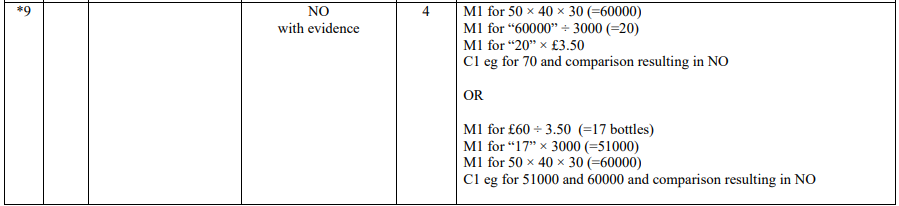 *9 NO 4 M1 for 50 × 40 × 30 (=60000)
with evidence M1 for “60000” ÷ 3000 (=20)
M1 for “20” × £3.50
C1 eg for 70 and comparison resulting in NO
OR
M1 for £60 ÷ 3.50 (=17 bottles)
M1 for “17” × 3000 (=51000)
M1 for 50 × 40 × 30 (=60000)
C1 eg for 51000 and 60000 and comparison resulting in NO